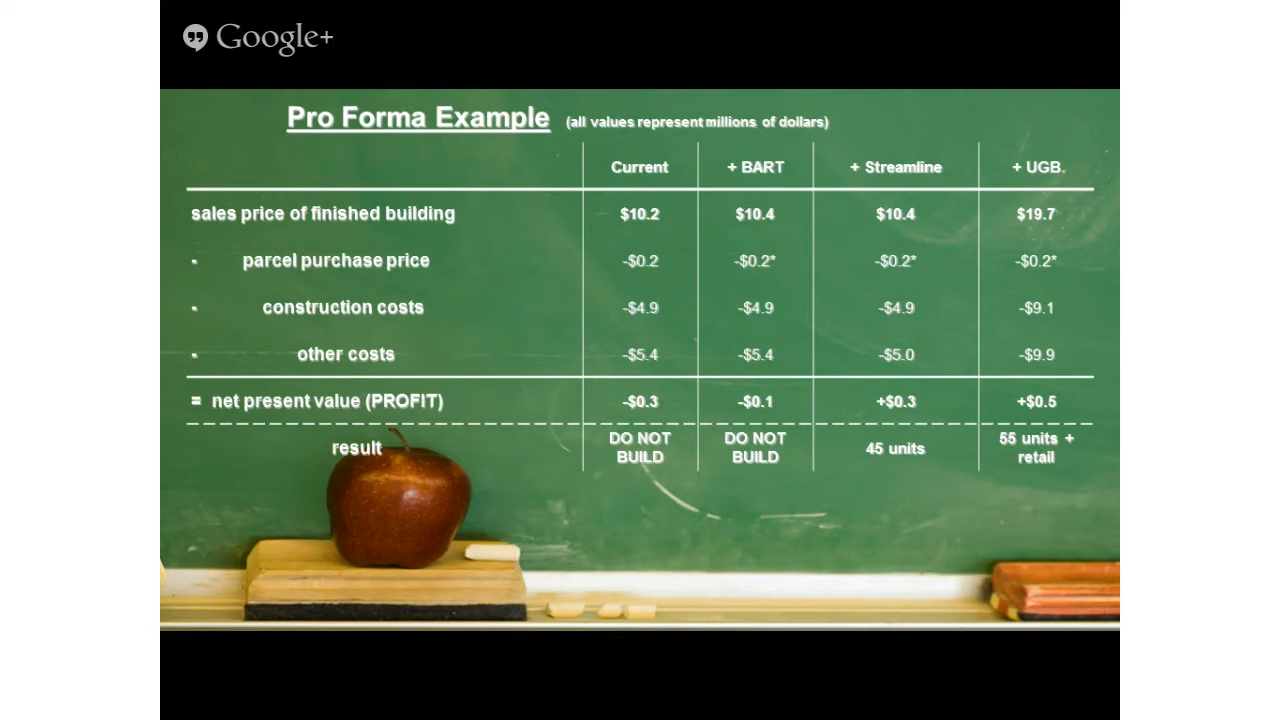 Google+
Pro Forma Example (all values represent millions of dollars)
Current + BART + Streamline + UGB.
sales price of finished building $10.2 $10.4 $10.4 $19.7
- parcel purchase price -$0.2 -$0.2* -$0.2* -$0.2*
- construction costs -$4.9 -$4.9 -$4.9 -$9.1
- other costs -$5.4 -$5.4 -$5.0 -$9.9
= net present value (PROFIT) -$0.3 -$0.1 +$0.3 +$0.5
result DO NOT BUILD DO NOT BUILD 45 units 55 units + retail